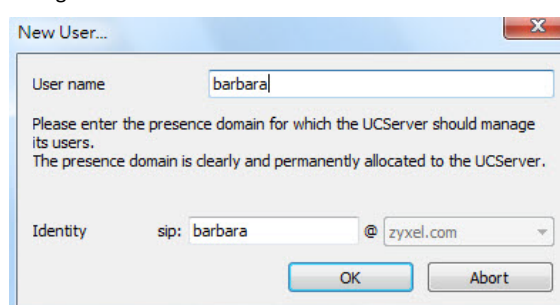 New User...
User name barbara
Please enter the presence domain for which the UCServer should manage
its users.
The presence domain is clearly and permanently allocated to the UCServer.
Identity sip: barbara @ zyxel.com
OK Abort